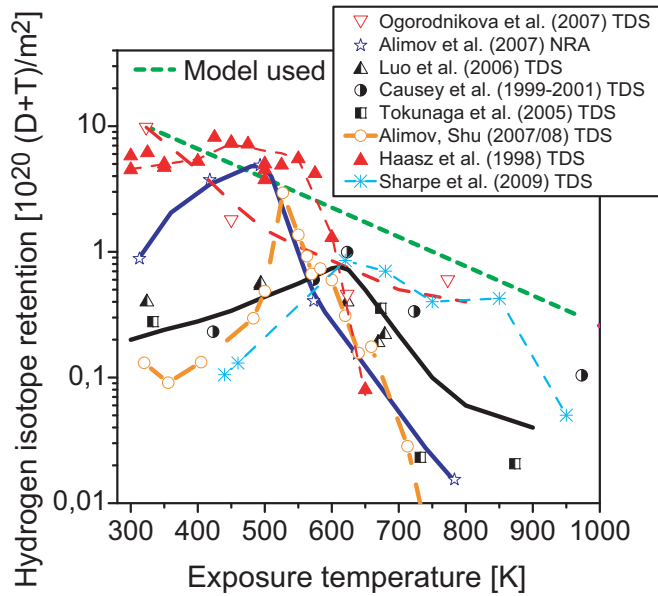 Ogorodnikova et al. (2007) TDS
Alimov et al. (2007) NRA
Luo et al. (2006) TDS
Causey et al. (1999-2001) TDS
Tokunaga et al. (2005) TDS
Alimov, Shu (2007/08) TDS
Haasz et al. (1998) TDS
Sharpe et al. (2009) TDS
Model used
Hydrogen isotope retention [10²⁰ (D+T)/m²]
10
1
0,1
0,01
300 400 500 600 700 800 900 1000
Exposure temperature [K]